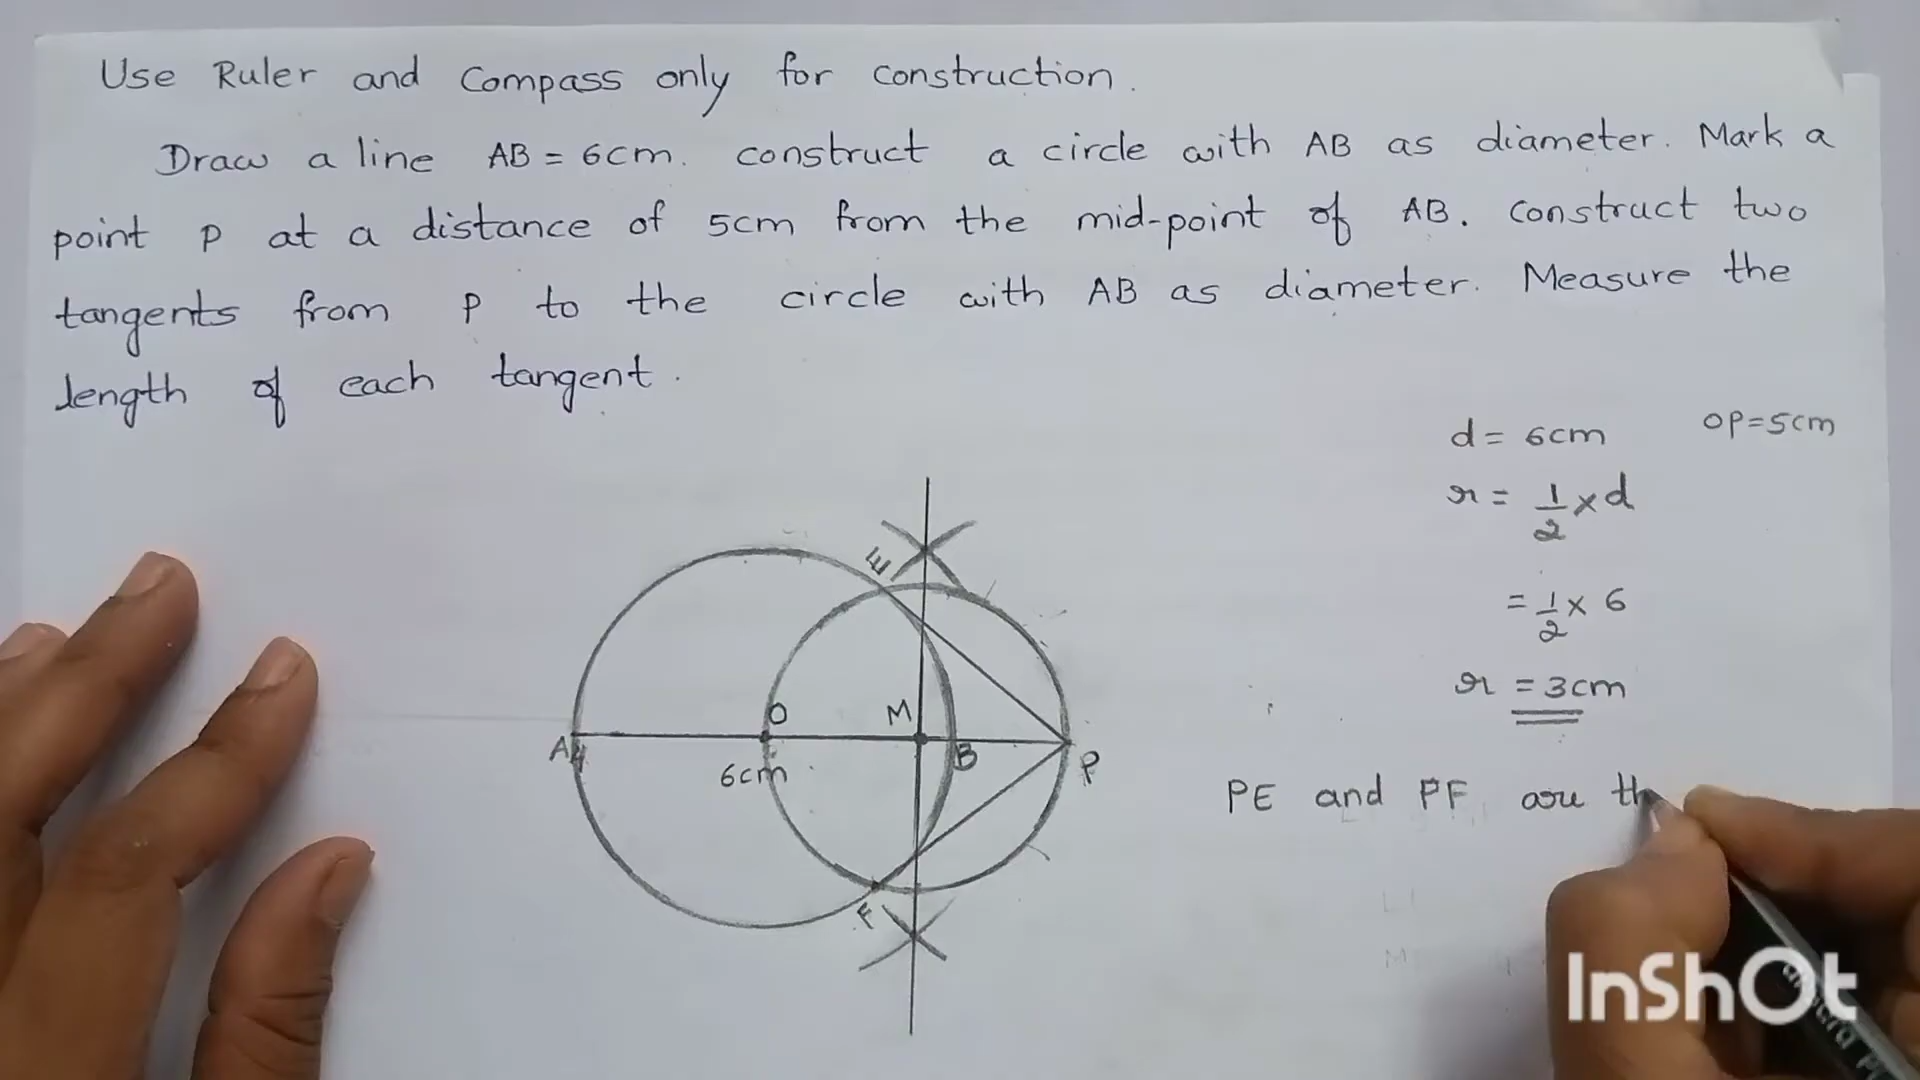 Use Ruler and Compass only for construction.
Draw a line AB = 6cm. construct a circle with AB as diameter. Mark a
point P at a distance of 5cm from the mid-point of AB. Construct two
tangents from P to the circle with AB as diameter. Measure the
length of each tangent.
d = 6cm OP=5cm
r = 1/2 × d
= 1/2 × 6
r = 3cm
E
O
M
A
B
P
6cm
F
PE and PF are th
InShOt